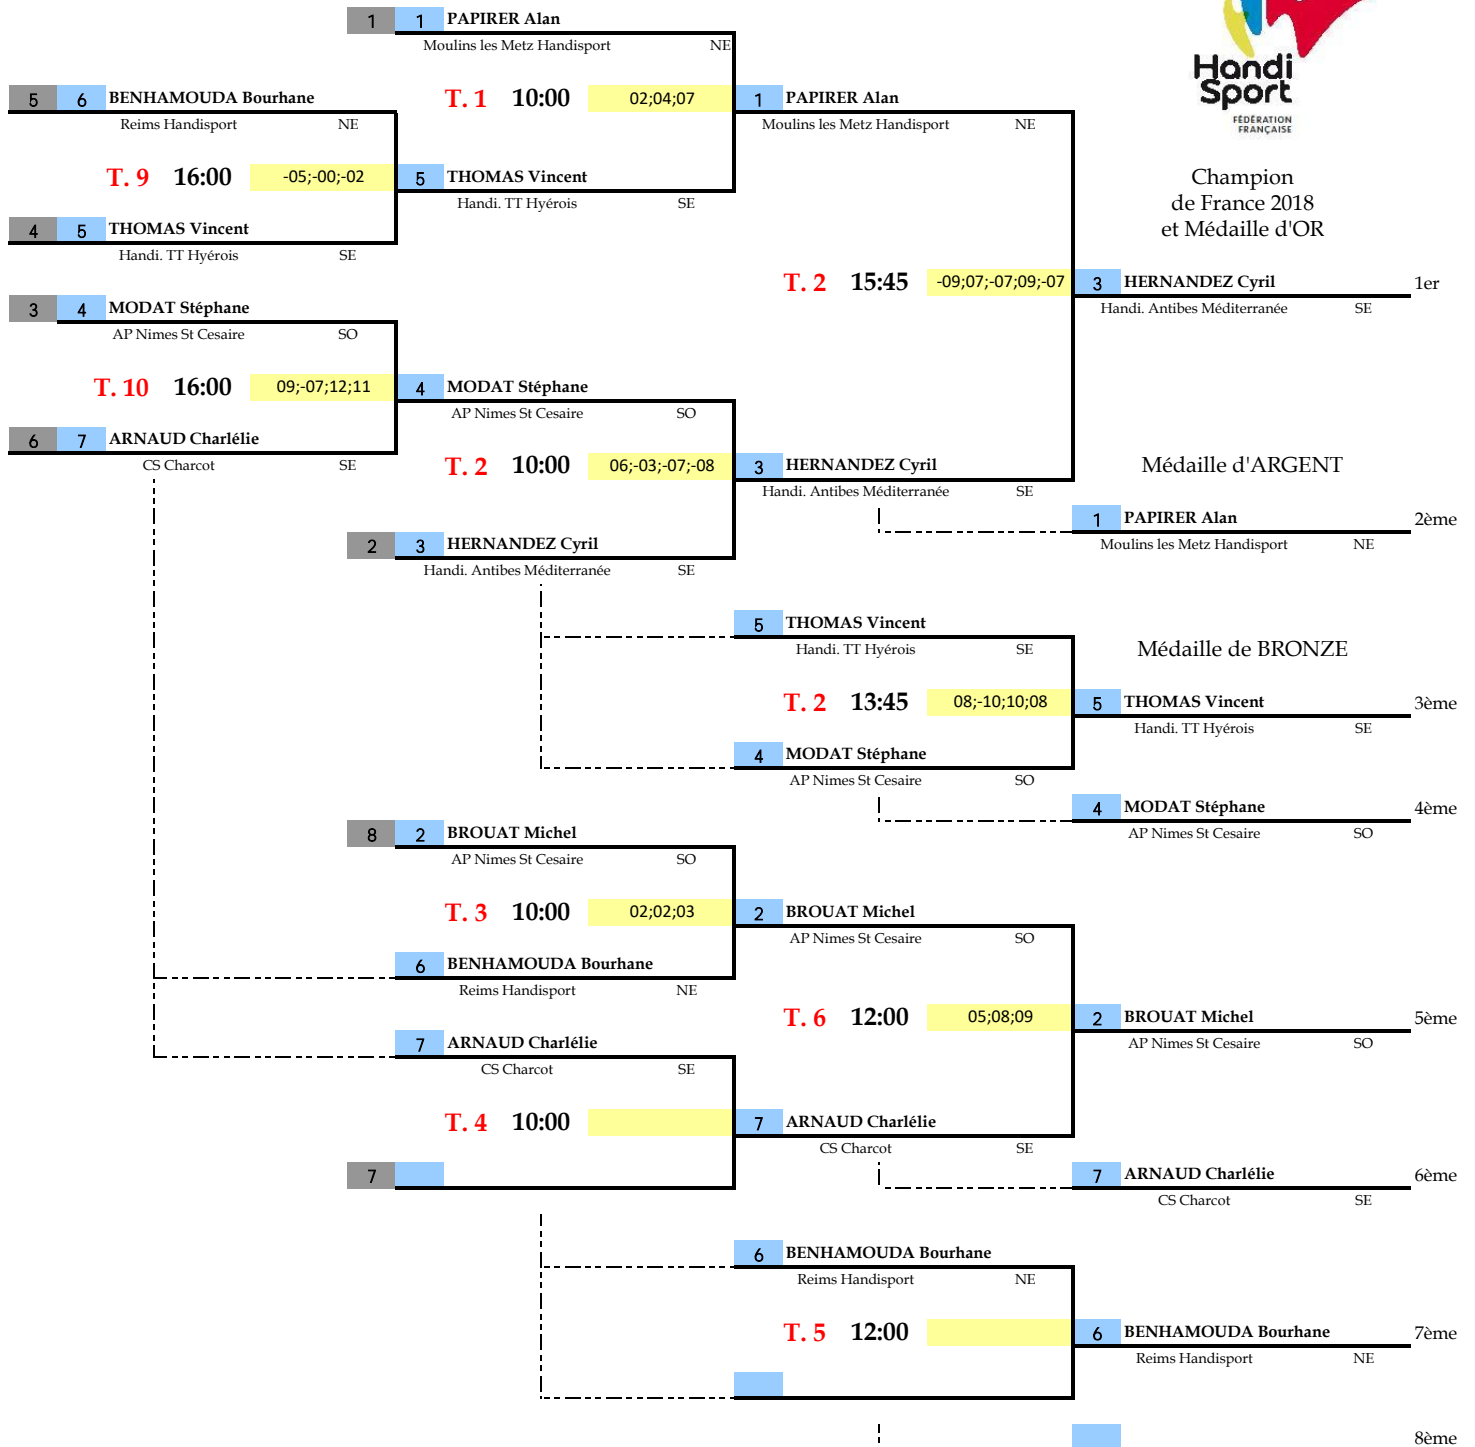 1 1 PAPIRER Alan
Moulins les Metz Handisport NE
Handi
Sport
FÉDÉRATION
FRANÇAISE
5 6 BENHAMOUDA Bourhane T. 1 10:00 02;04;07 1 PAPIRER Alan
Reims Handisport NE Moulins les Metz Handisport NE
T. 9 16:00 -05;-00;-02 5 THOMAS Vincent Champion
Handi. TT Hyérois SE de France 2018
4 5 THOMAS Vincent et Médaille d'OR
Handi. TT Hyérois SE
T. 2 15:45 -09;07;-07;09;-07 3 HERNANDEZ Cyril 1er
3 4 MODAT Stéphane Handi. Antibes Méditerranée SE
AP Nimes St Cesaire SO
T. 10 16:00 09;-07;12;11 4 MODAT Stéphane
AP Nimes St Cesaire SO
6 7 ARNAUD Charlélie
CS Charcot SE T. 2 10:00 06;-03;-07;-08 3 HERNANDEZ Cyril Médaille d'ARGENT
Handi. Antibes Méditerranée SE
1 PAPIRER Alan 2ème
2 3 HERNANDEZ Cyril Moulins les Metz Handisport NE
Handi. Antibes Méditerranée SE
5 THOMAS Vincent
Handi. TT Hyérois SE Médaille de BRONZE
T. 2 13:45 08;-10;10;08 5 THOMAS Vincent 3ème
Handi. TT Hyérois SE
4 MODAT Stéphane
AP Nimes St Cesaire SO
4 MODAT Stéphane 4ème
8 2 BROUAT Michel AP Nimes St Cesaire SO
AP Nimes St Cesaire SO
T. 3 10:00 02;02;03 2 BROUAT Michel
AP Nimes St Cesaire SO
6 BENHAMOUDA Bourhane
Reims Handisport NE
T. 6 12:00 05;08;09 2 BROUAT Michel 5ème
7 ARNAUD Charlélie AP Nimes St Cesaire SO
CS Charcot SE
T. 4 10:00 7 ARNAUD Charlélie
CS Charcot SE
7 7 ARNAUD Charlélie 6ème
CS Charcot SE
6 BENHAMOUDA Bourhane
Reims Handisport NE
T. 5 12:00 6 BENHAMOUDA Bourhane 7ème
Reims Handisport NE
8ème